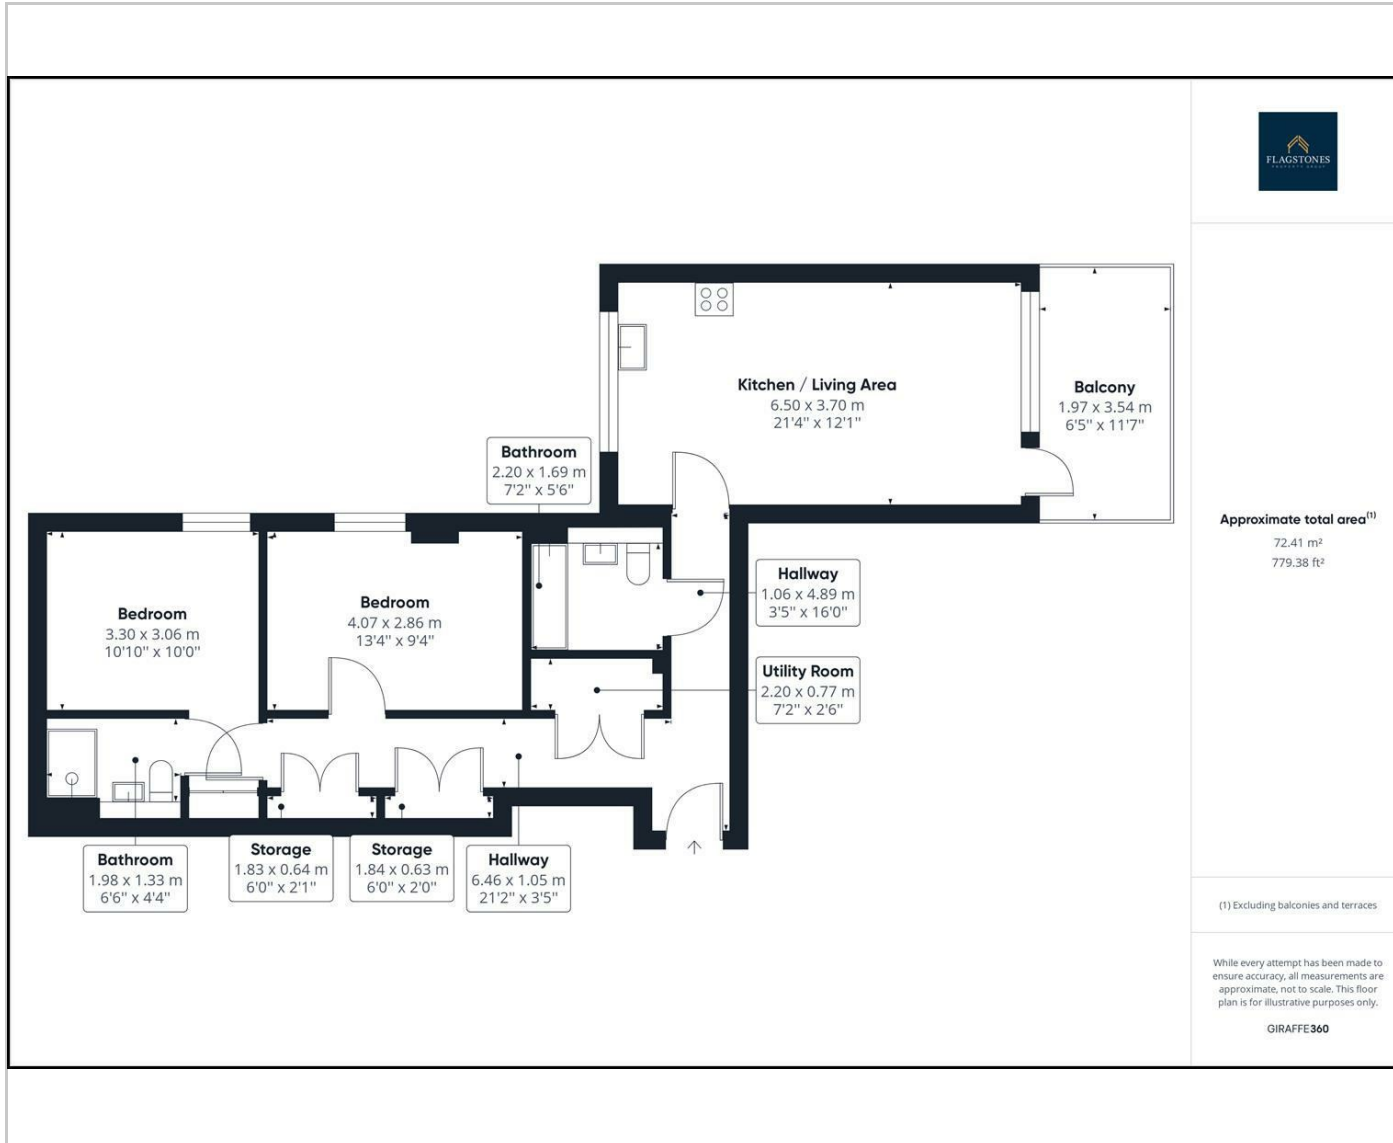 FLAGSTONES
PROPERTY GROUP
Kitchen / Living Area
6.50 x 3.70 m
21'4" x 12'1"
Balcony
1.97 x 3.54 m
6'5" x 11'7"
Bathroom
2.20 x 1.69 m
7'2" x 5'6"
Bedroom
3.30 x 3.06 m
10'10" x 10'0"
Bedroom
4.07 x 2.86 m
13'4" x 9'4"
Hallway
1.06 x 4.89 m
3'5" x 16'0"
Utility Room
2.20 x 0.77 m
7'2" x 2'6"
Bathroom
1.98 x 1.33 m
6'6" x 4'4"
Storage
1.83 x 0.64 m
6'0" x 2'1"
Storage
1.84 x 0.63 m
6'0" x 2'0"
Hallway
6.46 x 1.05 m
21'2" x 3'5"
Approximate total area(1)
72.41 m²
779.38 ft²
(1) Excluding balconies and terraces
While every attempt has been made to
ensure accuracy, all measurements are
approximate, not to scale. This floor
plan is for illustrative purposes only.
GIRAFFE360